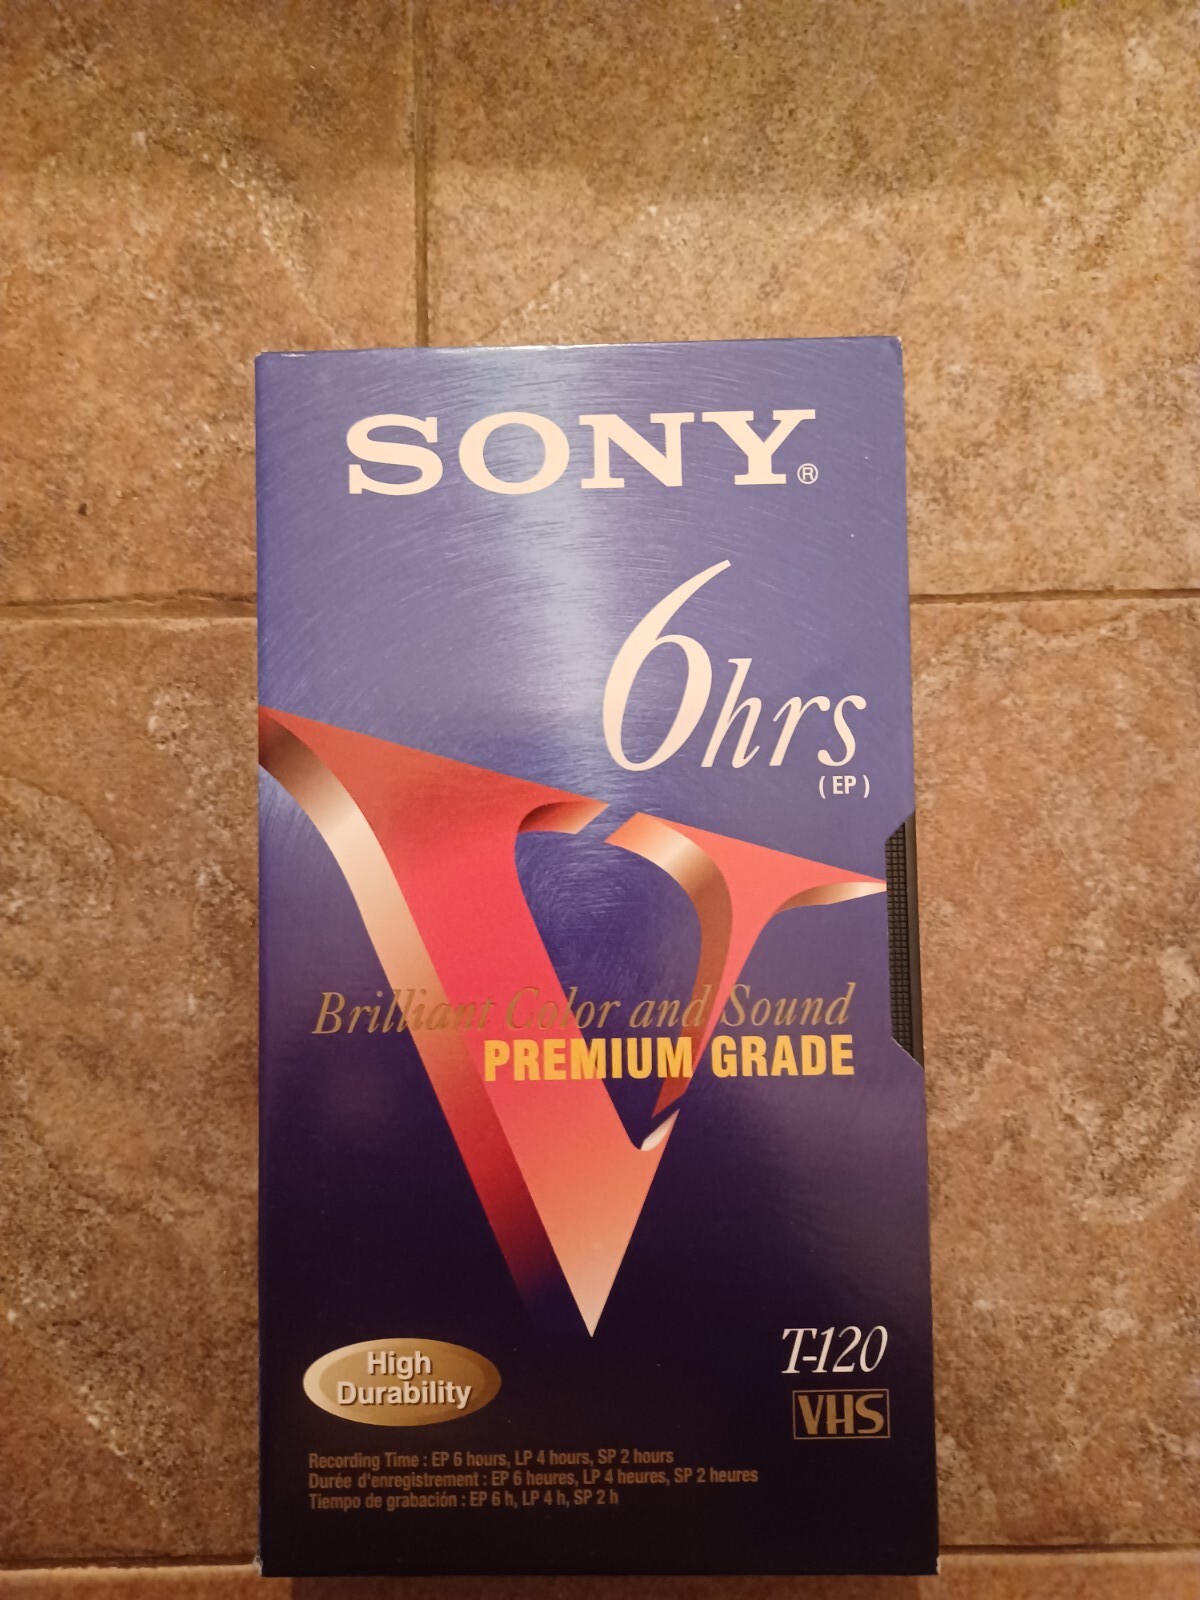 SONY®
6hrs
(EP)
Brilliant Color and Sound
PREMIUM GRADE
T-120
VHS
High
Durability
Recording Time : EP 6 hours, LP 4 hours, SP 2 hours
Durée d'enregistrement : EP 6 heures, LP 4 heures, SP 2 heures
Tiempo de grabación : EP 6 h, LP 4 h, SP 2 h